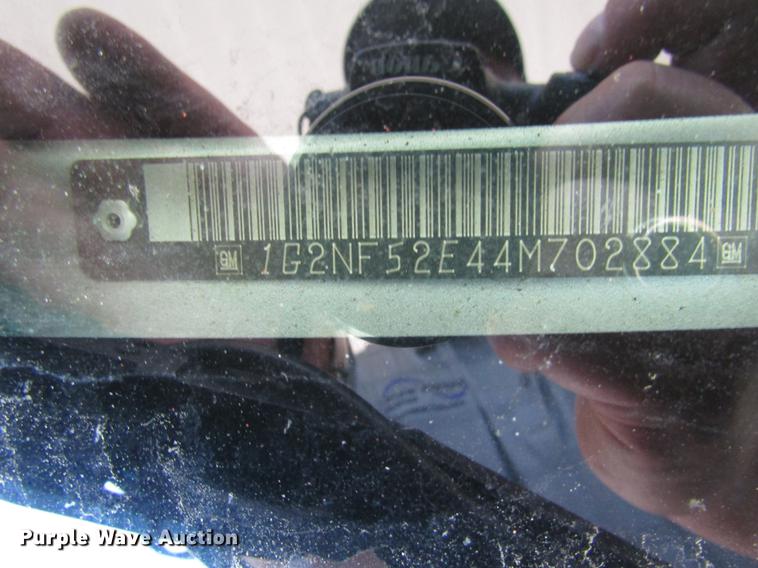 GM 1G2NF52E44M702884 GM
Purple Wave Auction